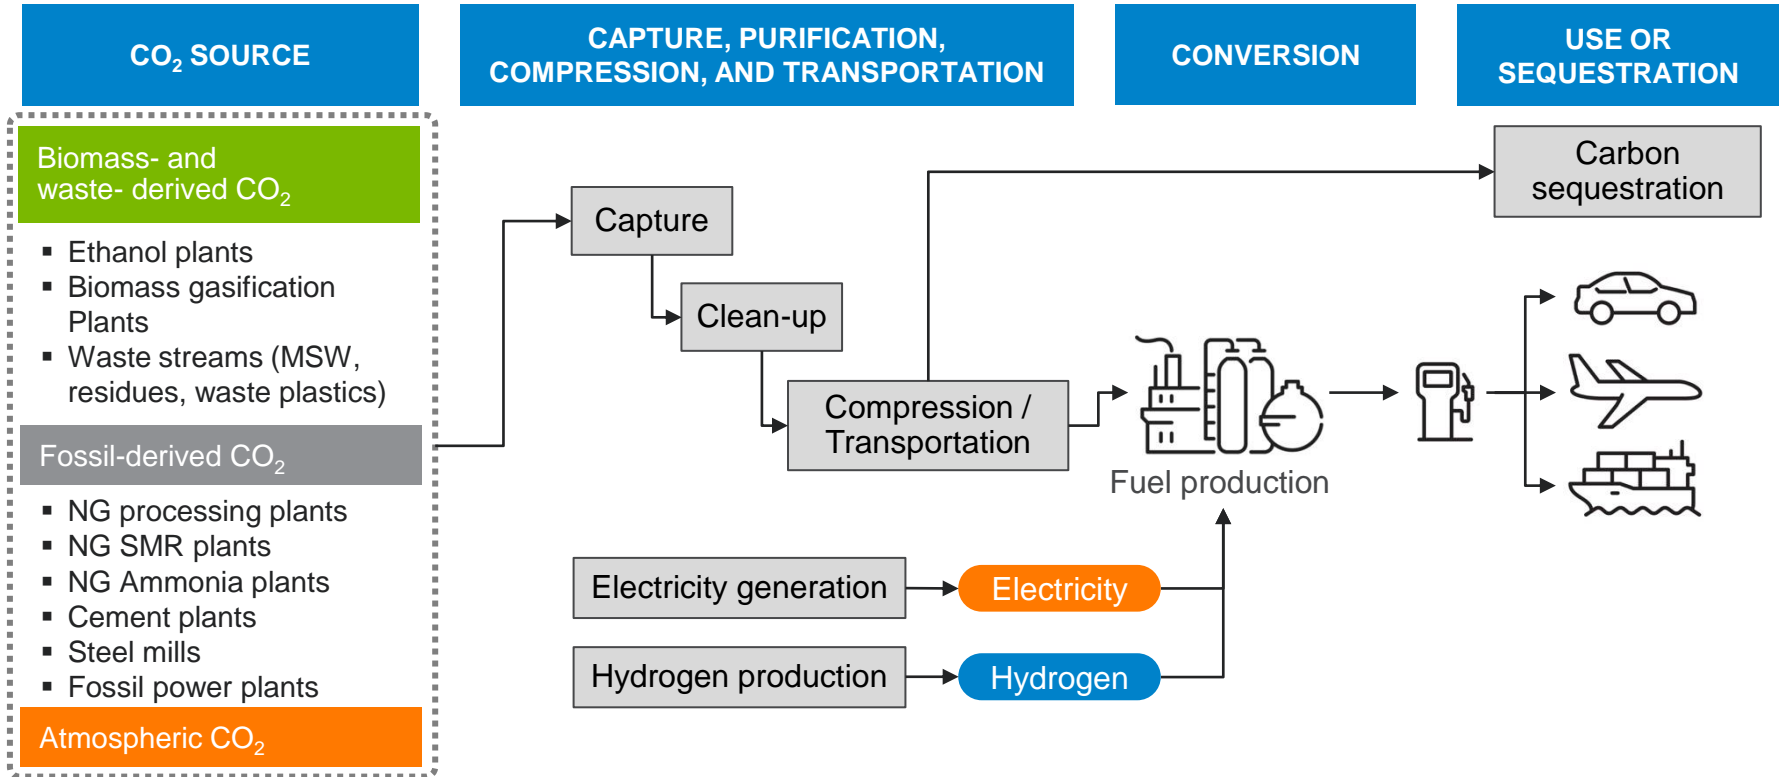 CO₂ SOURCE
CAPTURE, PURIFICATION,
COMPRESSION, AND TRANSPORTATION
CONVERSION
USE OR
SEQUESTRATION
Biomass- and
waste- derived CO₂
▪ Ethanol plants
▪ Biomass gasification
Plants
▪ Waste streams (MSW,
residues, waste plastics)
Fossil-derived CO₂
▪ NG processing plants
▪ NG SMR plants
▪ NG Ammonia plants
▪ Cement plants
▪ Steel mills
▪ Fossil power plants
Atmospheric CO₂
Capture
Clean-up
Compression /
Transportation
Carbon
sequestration
Fuel production
Electricity generation
Electricity
Hydrogen production
Hydrogen